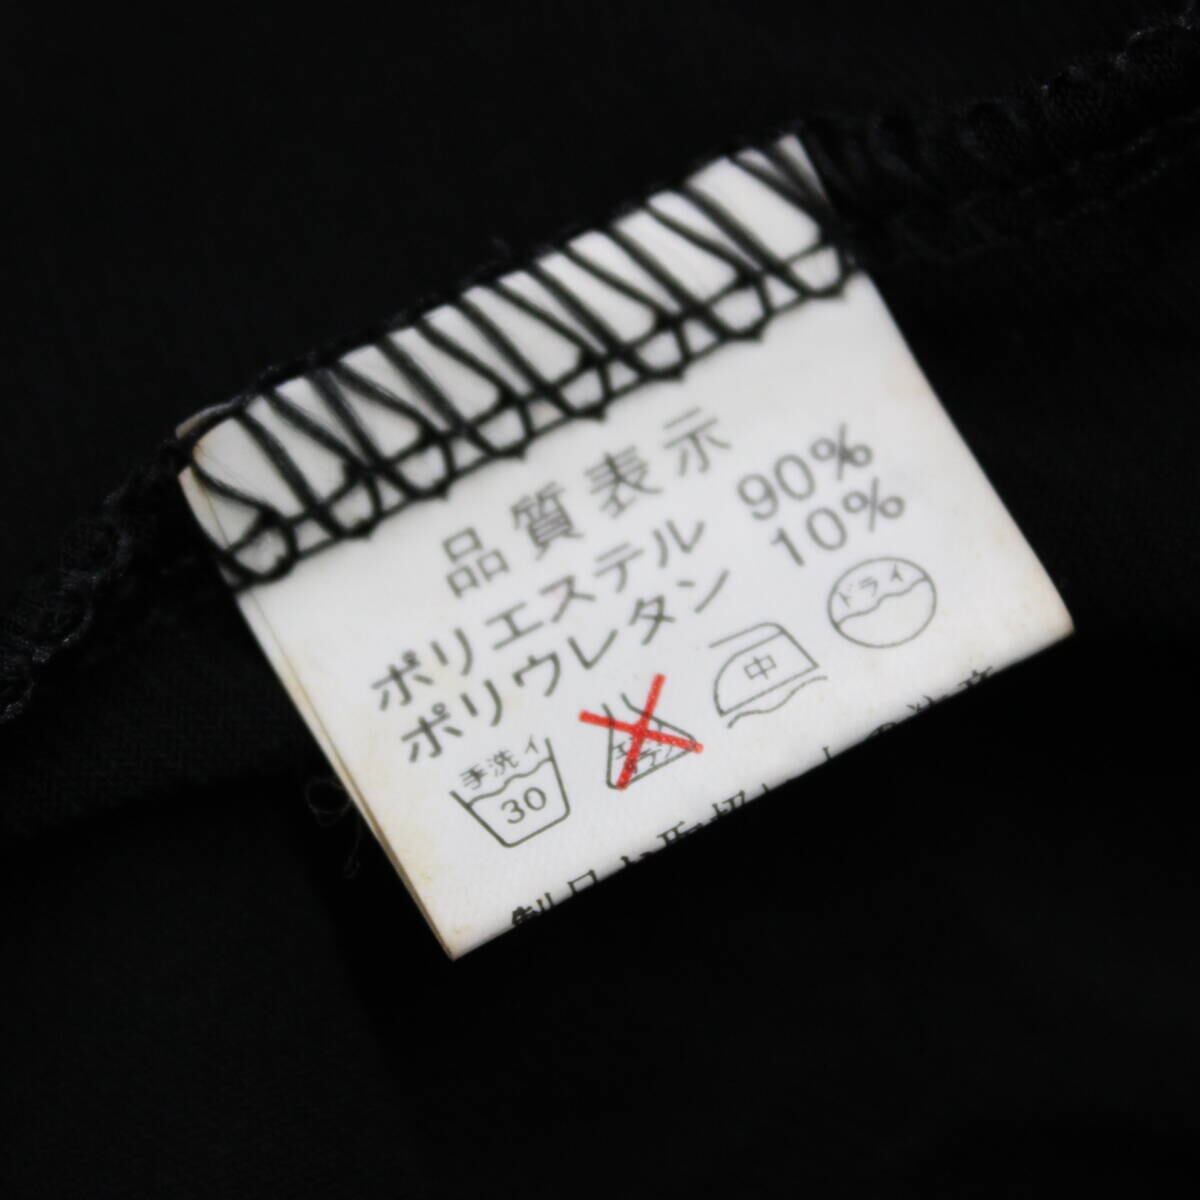 品質表示
ポリエステル 90%
ポリウレタン 10%
手洗イ
30
中
ドライ